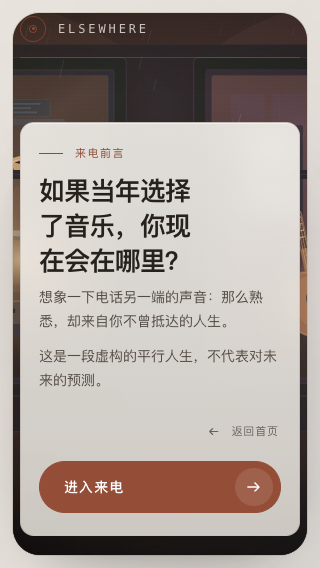 ELSEWHERE
来电前言
如果当年选择
了音乐，你现
在会在哪里？
想象一下电话另一端的声音：那么熟
悉，却来自你不曾抵达的人生。
这是一段虚构的平行人生，不代表对未
来的预测。
← 返回首页
进入来电 →